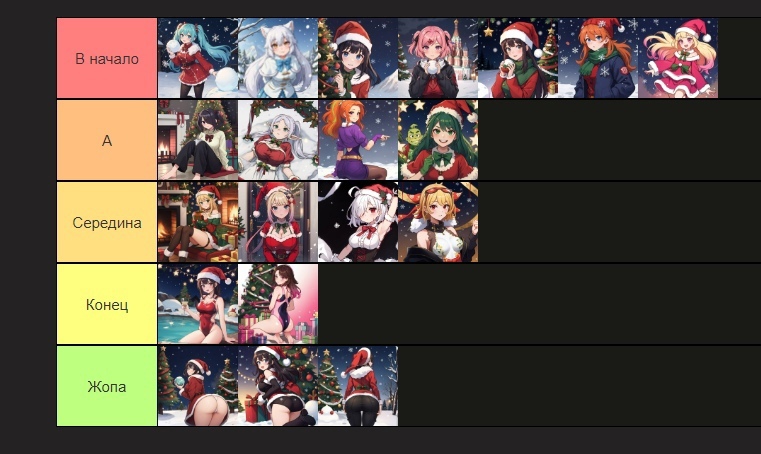 В начало
А
Середина
Конец
Жопа